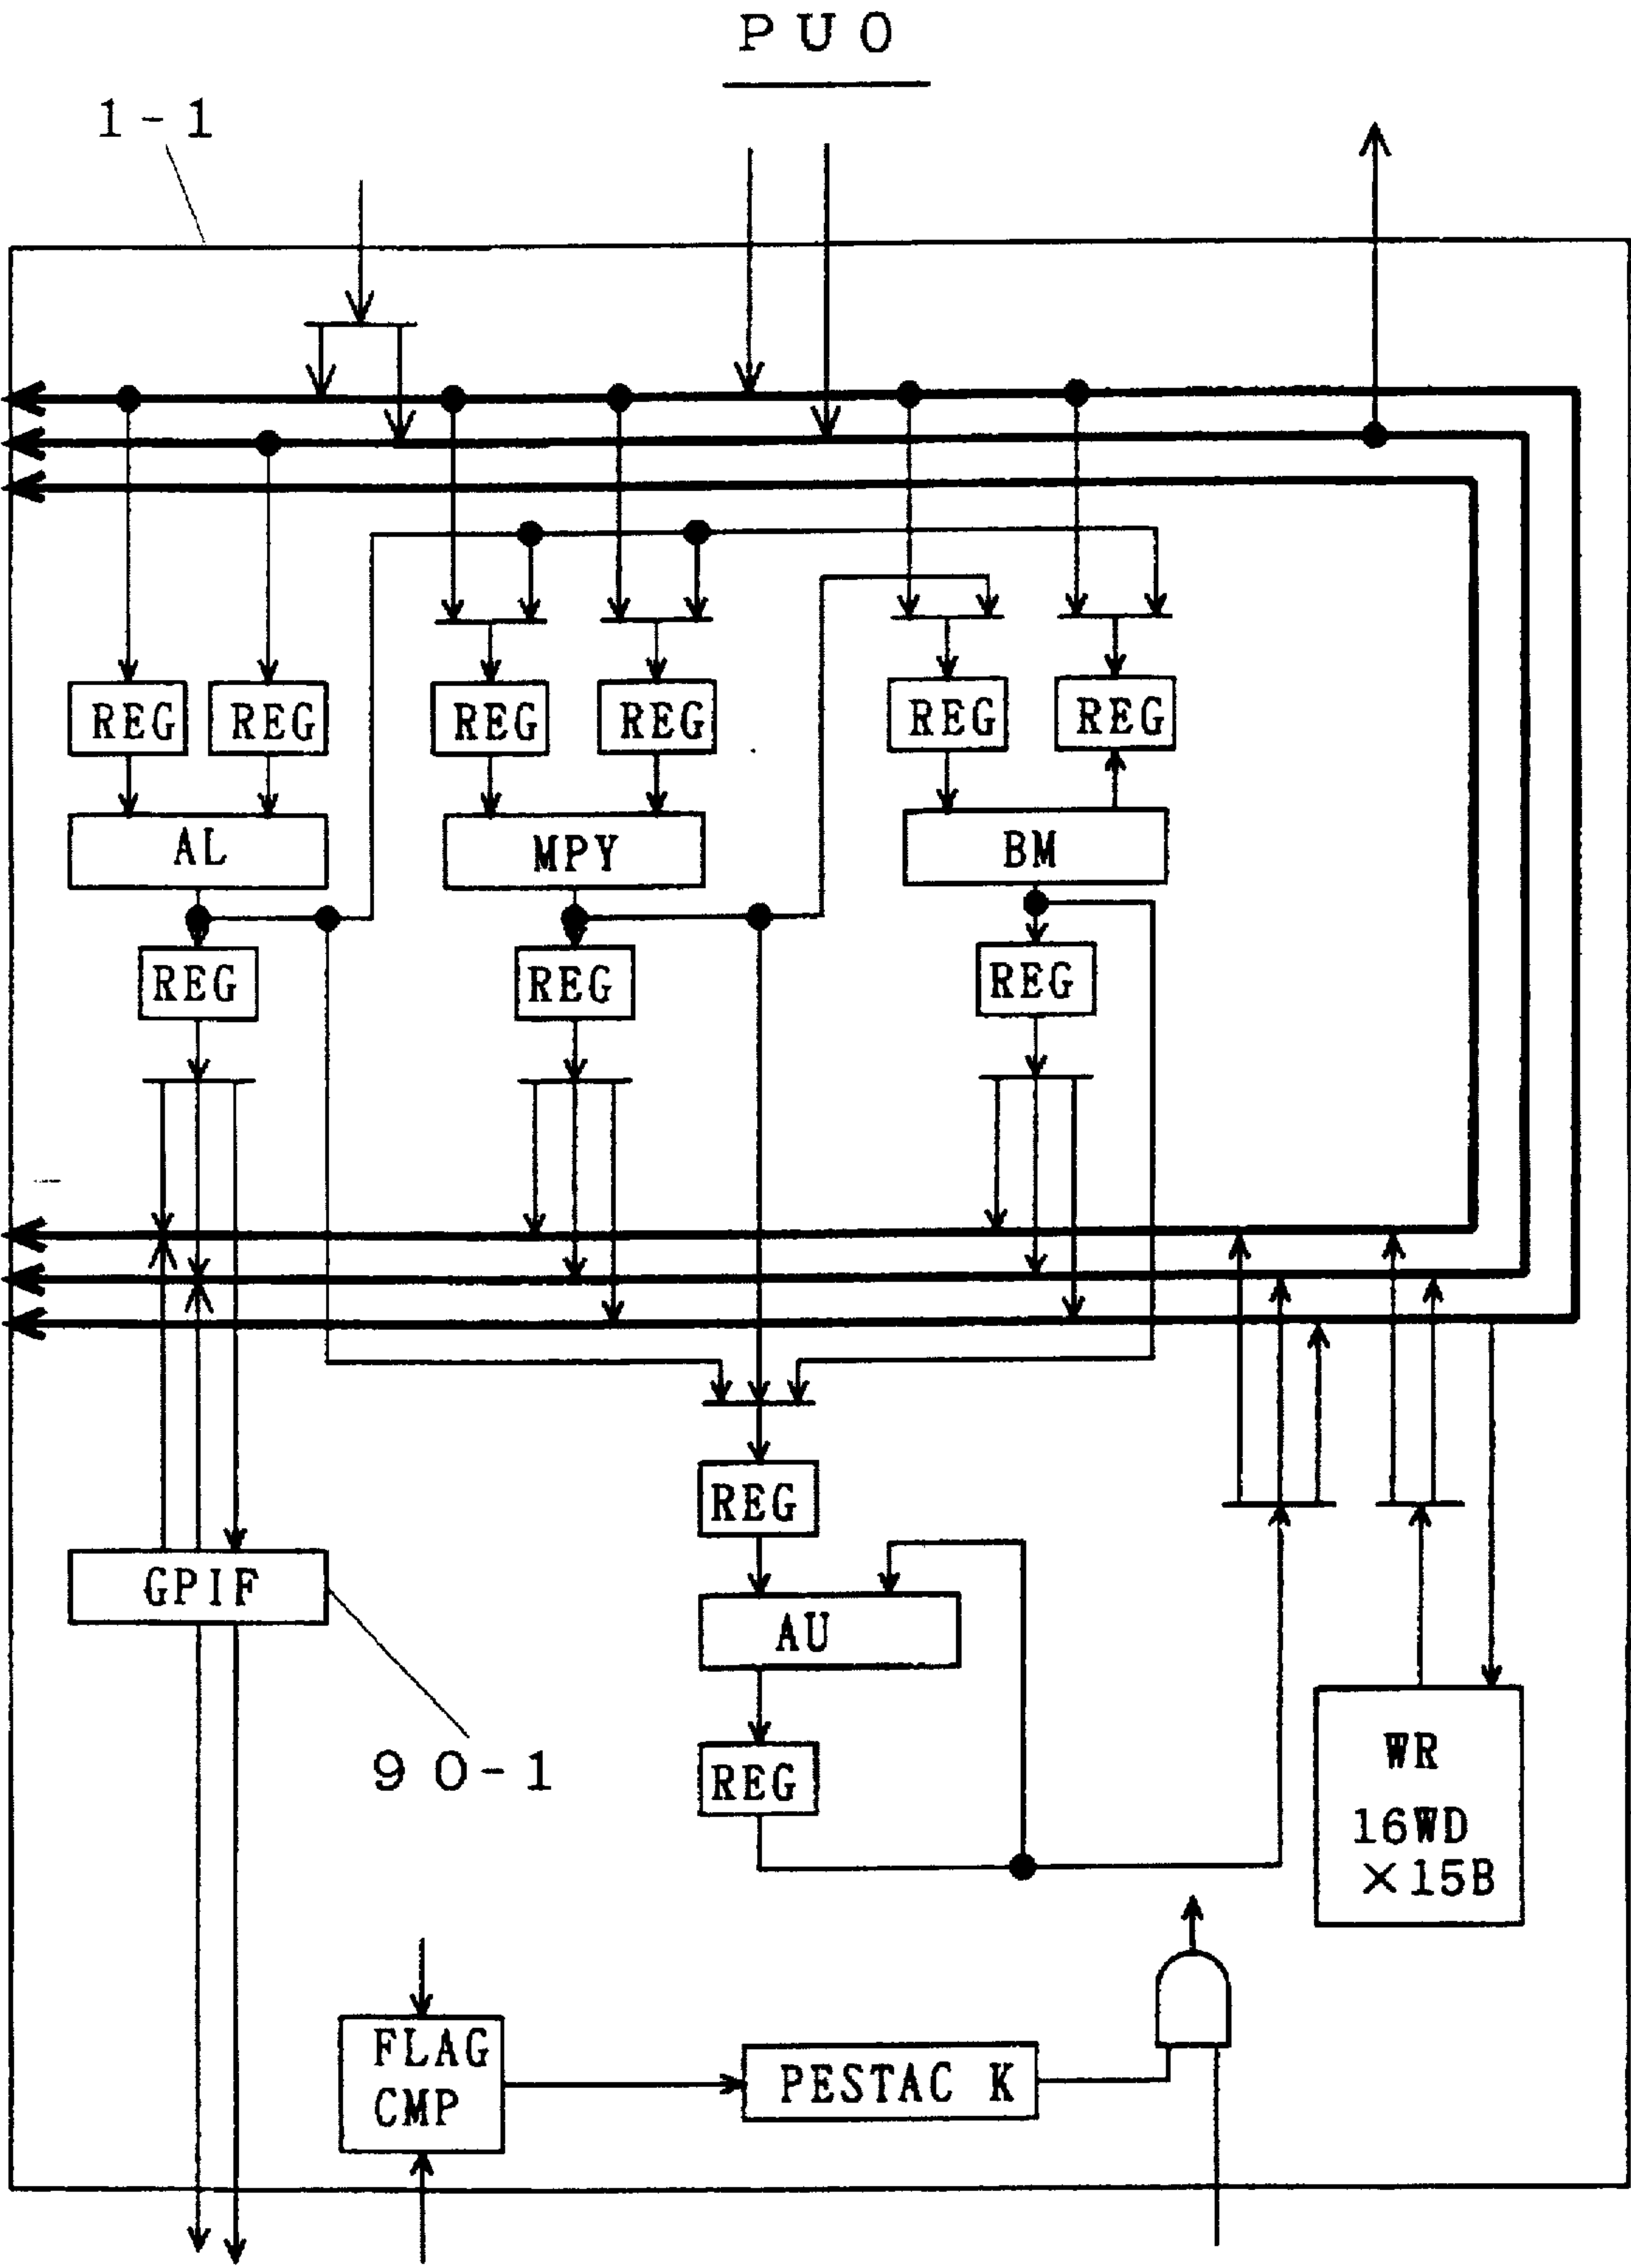 PU0
1-1
REG REG REG REG REG REG
AL MPY BM
REG REG REG
REG
GPIF
AU
90-1
REG
WR
16WD
×15B
FLAG
CMP
PESTAC K